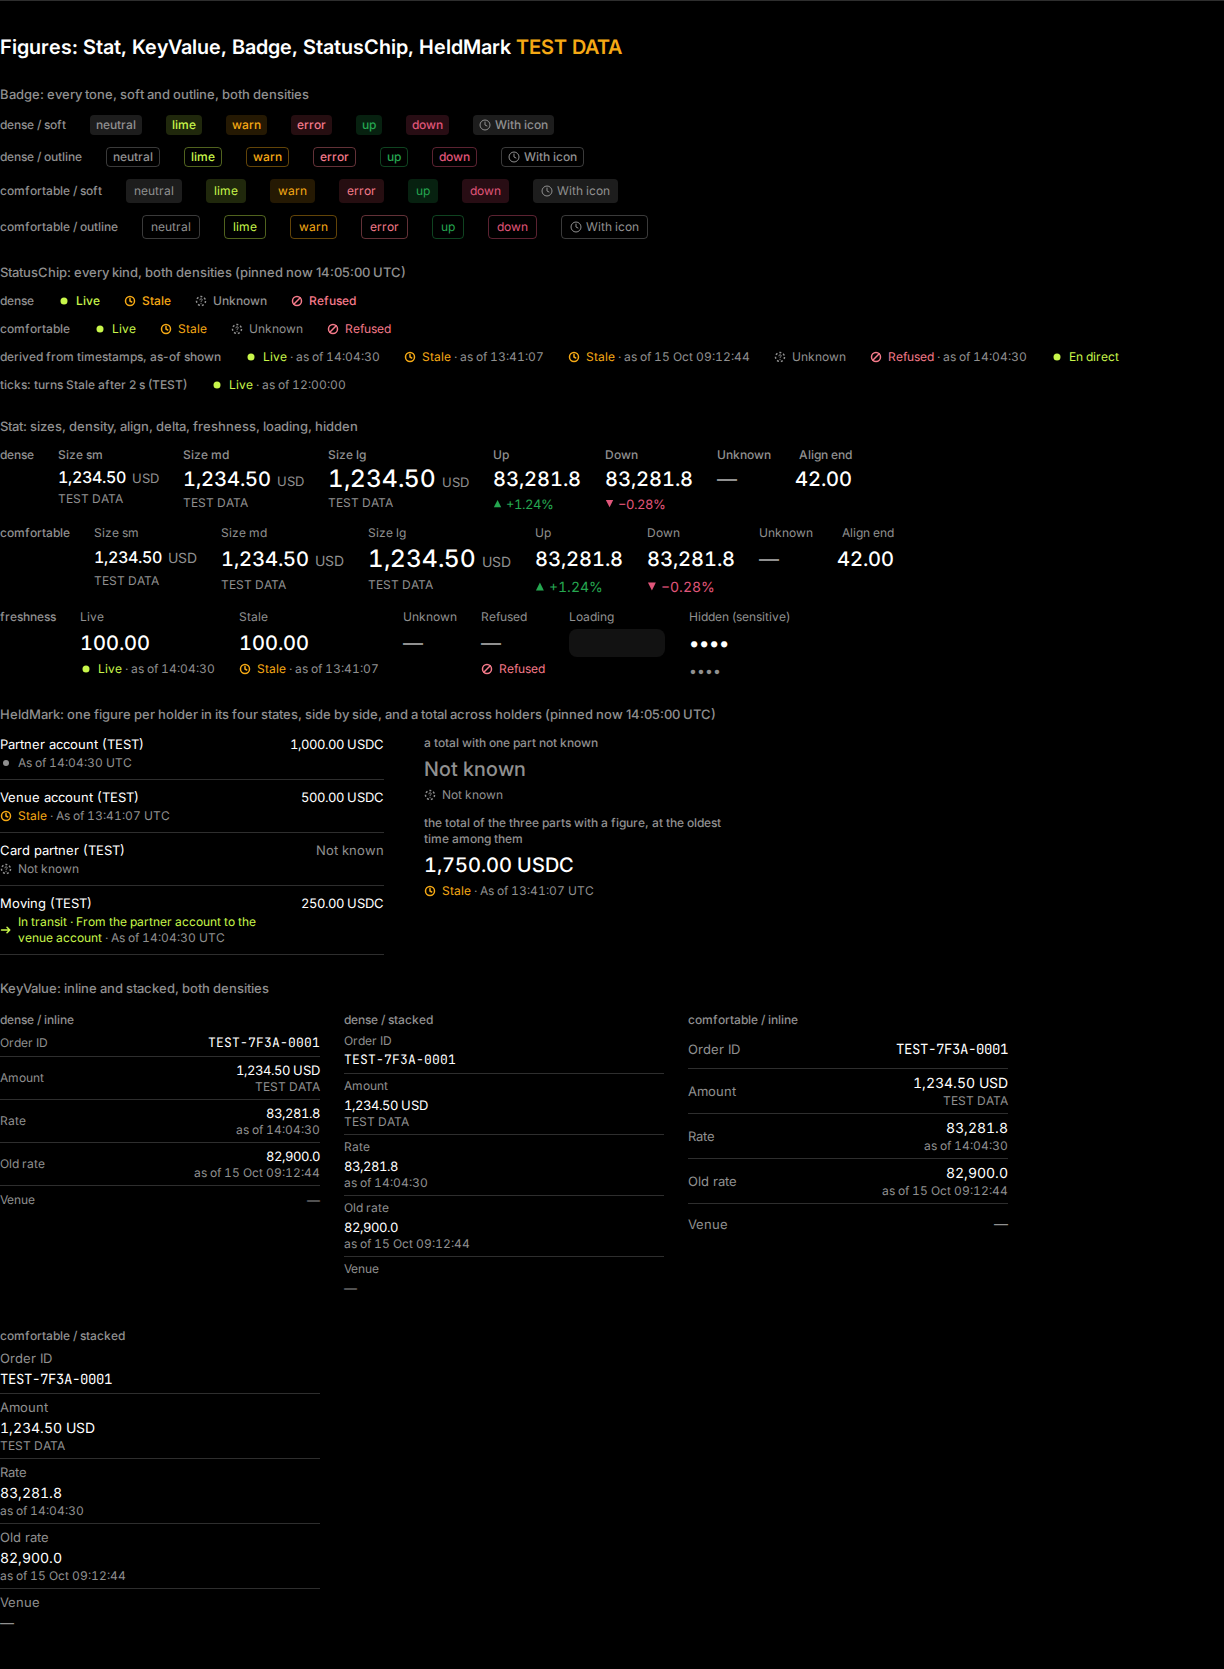 Figures: Stat, KeyValue, Badge, StatusChip, HeldMark TEST DATA
Badge: every tone, soft and outline, both densities
dense / soft neutral lime warn error up down With icon
dense / outline neutral lime warn error up down With icon
comfortable / soft neutral lime warn error up down With icon
comfortable / outline neutral lime warn error up down With icon
StatusChip: every kind, both densities (pinned now 14:05:00 UTC)
dense Live Stale Unknown Refused
comfortable Live Stale Unknown Refused
derived from timestamps, as-of shown Live · as of 14:04:30 Stale · as of 13:41:07 Stale · as of 15 Oct 09:12:44 Unknown Refused · as of 14:04:30 En direct
ticks: turns Stale after 2 s (TEST) Live · as of 12:00:00
Stat: sizes, density, align, delta, freshness, loading, hidden
dense Size sm Size md Size lg Up Down Unknown Align end
1,234.50 USD 1,234.50 USD 1,234.50 USD 83,281.8 83,281.8 — 42.00
TEST DATA TEST DATA TEST DATA ▲ +1.24% ▼ −0.28%
comfortable Size sm Size md Size lg Up Down Unknown Align end
1,234.50 USD 1,234.50 USD 1,234.50 USD 83,281.8 83,281.8 — 42.00
TEST DATA TEST DATA TEST DATA ▲ +1.24% ▼ −0.28%
freshness Live Stale Unknown Refused Loading Hidden (sensitive)
100.00 100.00 — — ••••
Live · as of 14:04:30 Stale · as of 13:41:07 Refused ••••
HeldMark: one figure per holder in its four states, side by side, and a total across holders (pinned now 14:05:00 UTC)
Partner account (TEST) 1,000.00 USDC
As of 14:04:30 UTC
Venue account (TEST) 500.00 USDC
Stale · As of 13:41:07 UTC
Card partner (TEST) Not known
Not known
Moving (TEST) 250.00 USDC
In transit · From the partner account to the
venue account · As of 14:04:30 UTC
a total with one part not known
Not known
Not known
the total of the three parts with a figure, at the oldest
time among them
1,750.00 USDC
Stale · As of 13:41:07 UTC
KeyValue: inline and stacked, both densities
dense / inline
Order ID TEST-7F3A-0001
Amount 1,234.50 USD
TEST DATA
Rate 83,281.8
as of 14:04:30
Old rate 82,900.0
as of 15 Oct 09:12:44
Venue —
dense / stacked
Order ID
TEST-7F3A-0001
Amount
1,234.50 USD
TEST DATA
Rate
83,281.8
as of 14:04:30
Old rate
82,900.0
as of 15 Oct 09:12:44
Venue
—
comfortable / inline
Order ID TEST-7F3A-0001
Amount 1,234.50 USD
TEST DATA
Rate 83,281.8
as of 14:04:30
Old rate 82,900.0
as of 15 Oct 09:12:44
Venue —
comfortable / stacked
Order ID
TEST-7F3A-0001
Amount
1,234.50 USD
TEST DATA
Rate
83,281.8
as of 14:04:30
Old rate
82,900.0
as of 15 Oct 09:12:44
Venue
—